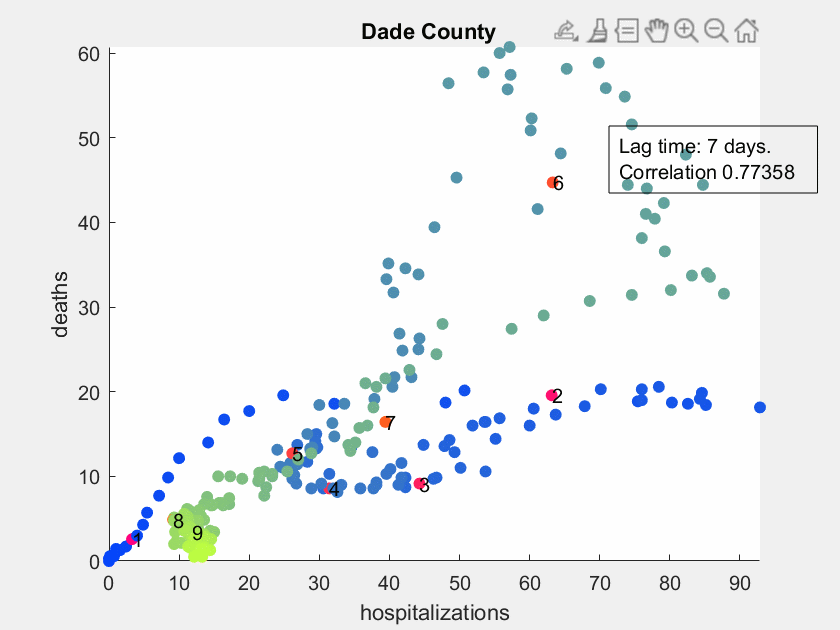 Dade County
60
50
40
30
20
10
0
deaths
Lag time: 7 days.
Correlation 0.77358
6
2
7
5
4
3
8
9
1
0 10 20 30 40 50 60 70 80 90
hospitalizations